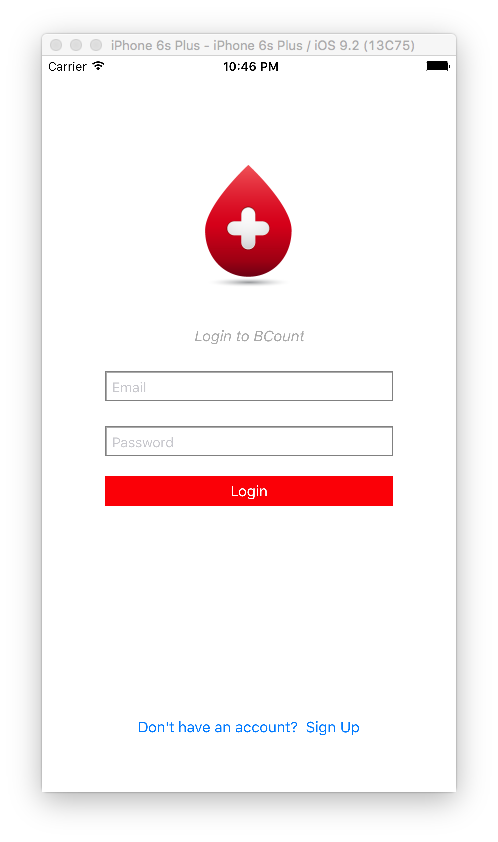 iPhone 6s Plus - iPhone 6s Plus / iOS 9.2 (13C75)
Carrier 10:46 PM
Login to BCount
Email
Password
Login
Don't have an account? Sign Up